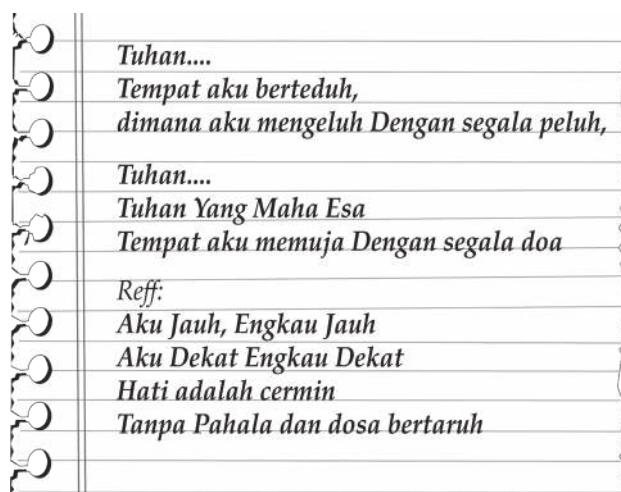 Tuhan....
Tempat aku berteduh,
dimana aku mengeluh Dengan segala peluh,
Tuhan....
Tuhan Yang Maha Esa
Tempat aku memuja Dengan segala doa
Reff:
Aku Jauh, Engkau Jauh
Aku Dekat Engkau Dekat
Hati adalah cermin
Tanpa Pahala dan dosa bertaruh